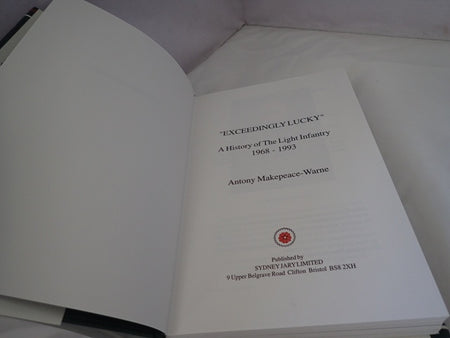 "EXCEEDINGLY LUCKY"
A History of The Light Infantry
1968 - 1993
Antony Makepeace-Warne
Published by
SYDNEY JARY LIMITED
9 Upper Belgrave Road Clifton Bristol BS8 2XH